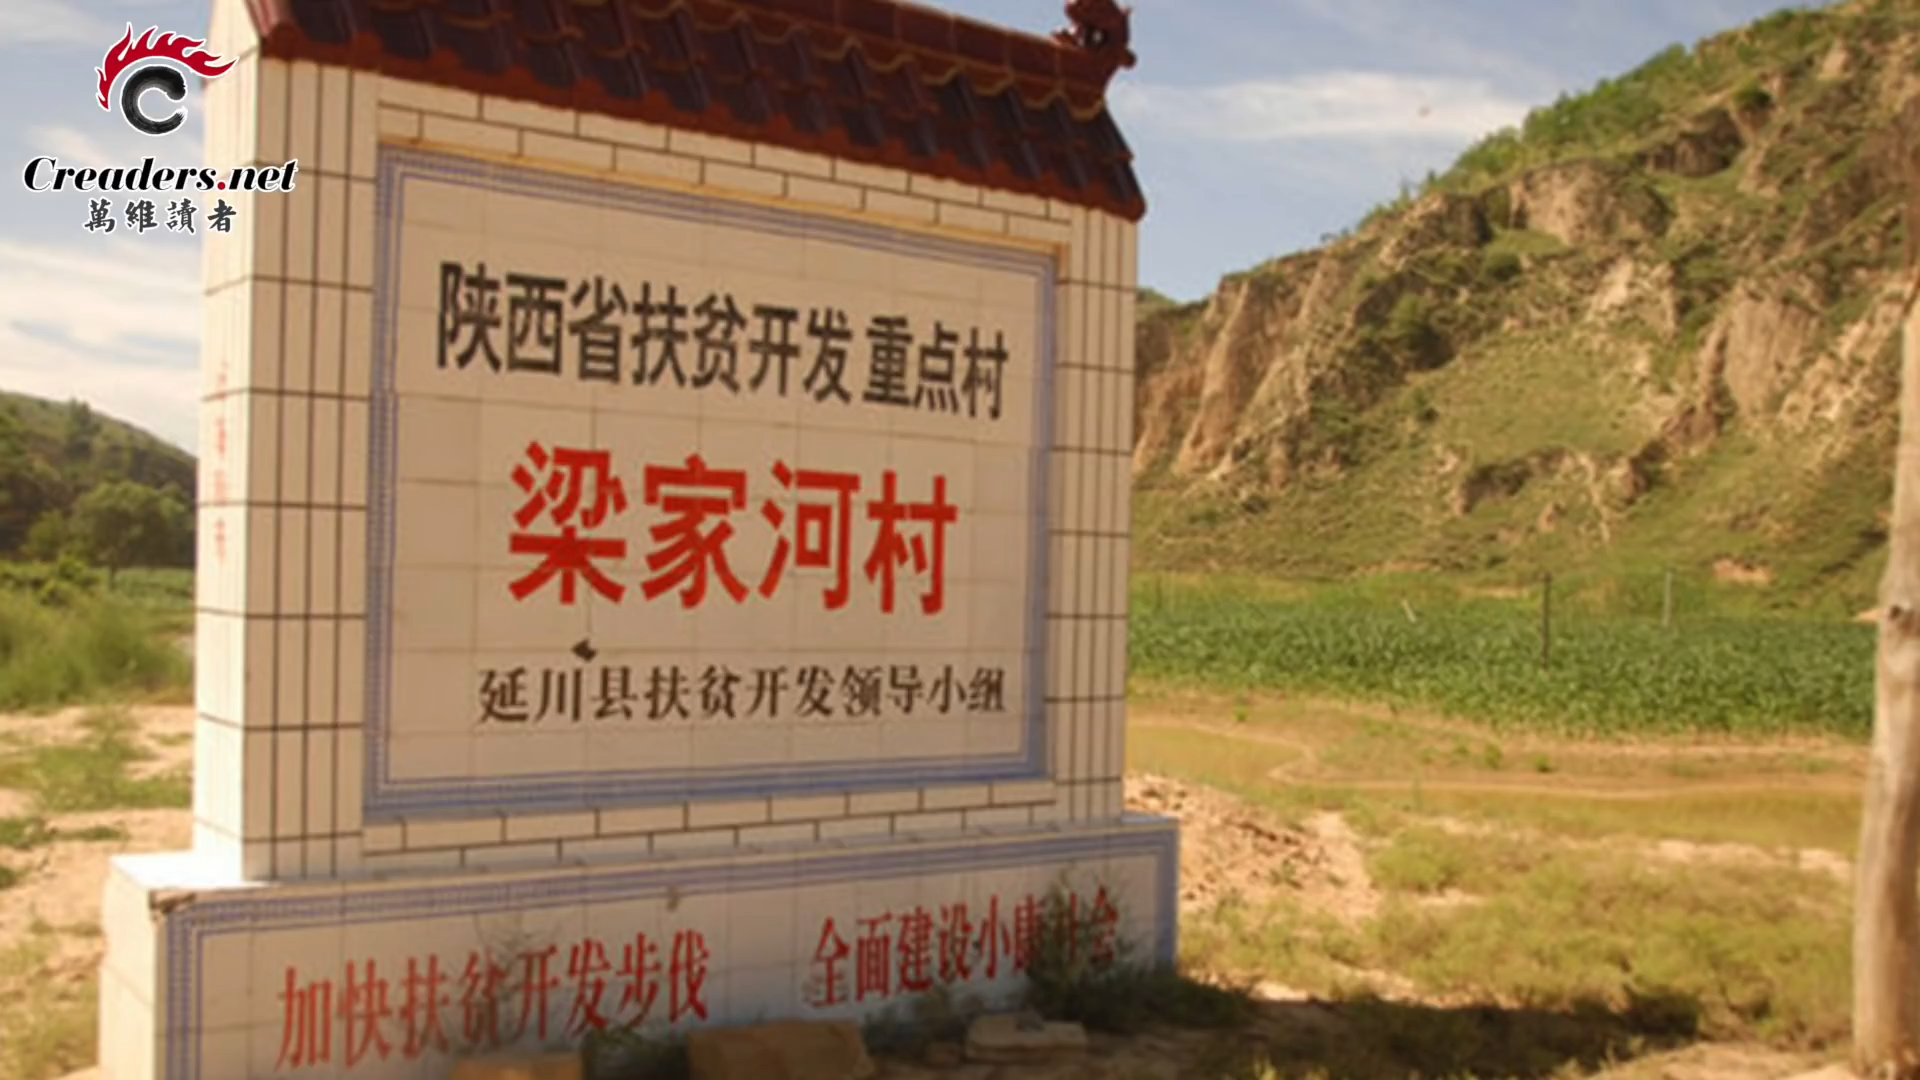 Creaders.net
萬維讀者
陕西省扶贫开发重点村
梁家河村
延川县扶贫开发领导小组
加快扶贫开发步伐 全面建设小康社会